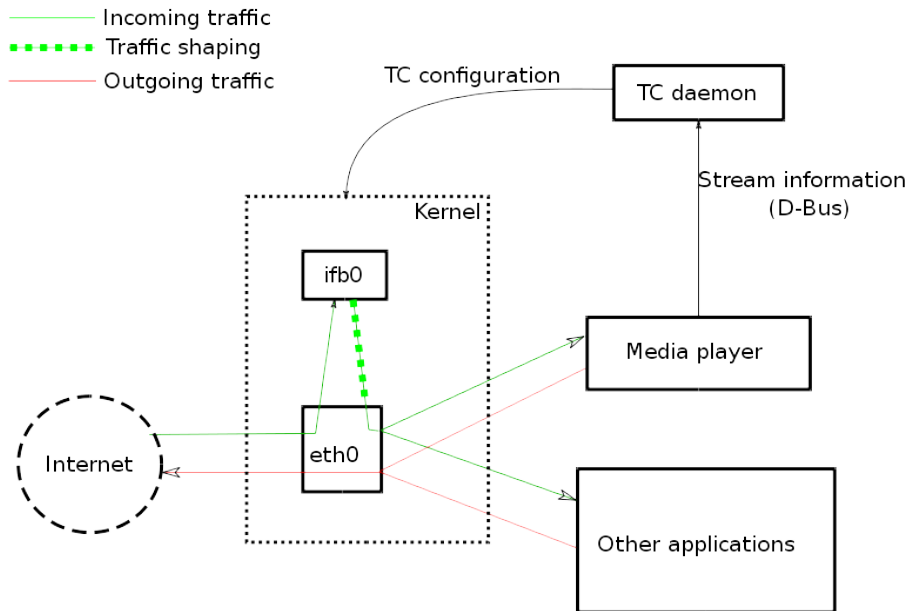 Incoming traffic
Traffic shaping
Outgoing traffic
TC configuration
TC daemon
Stream information
(D-Bus)
Kernel
ifb0
Media player
eth0
Internet
Other applications